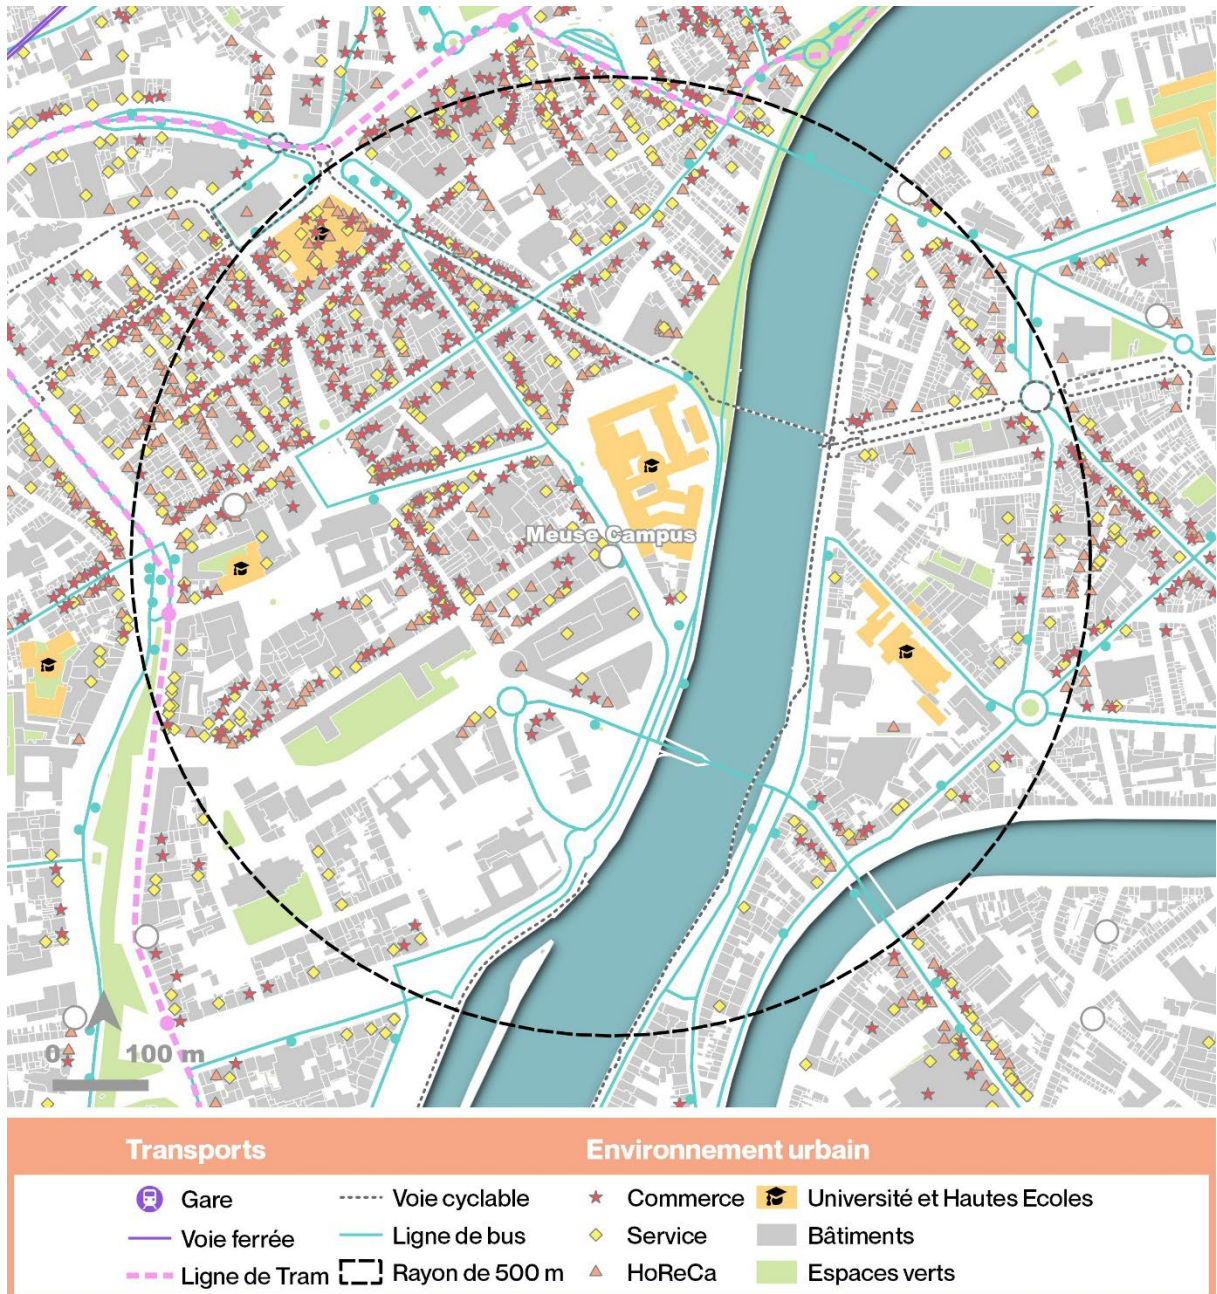 Meuse Campus
0 100 m
Transports
Environnement urbain
Gare
Voie cyclable
Commerce
Université et Hautes Ecoles
Voie ferrée
Ligne de bus
Service
Bâtiments
Ligne de Tram
Rayon de 500 m
HoReCa
Espaces verts